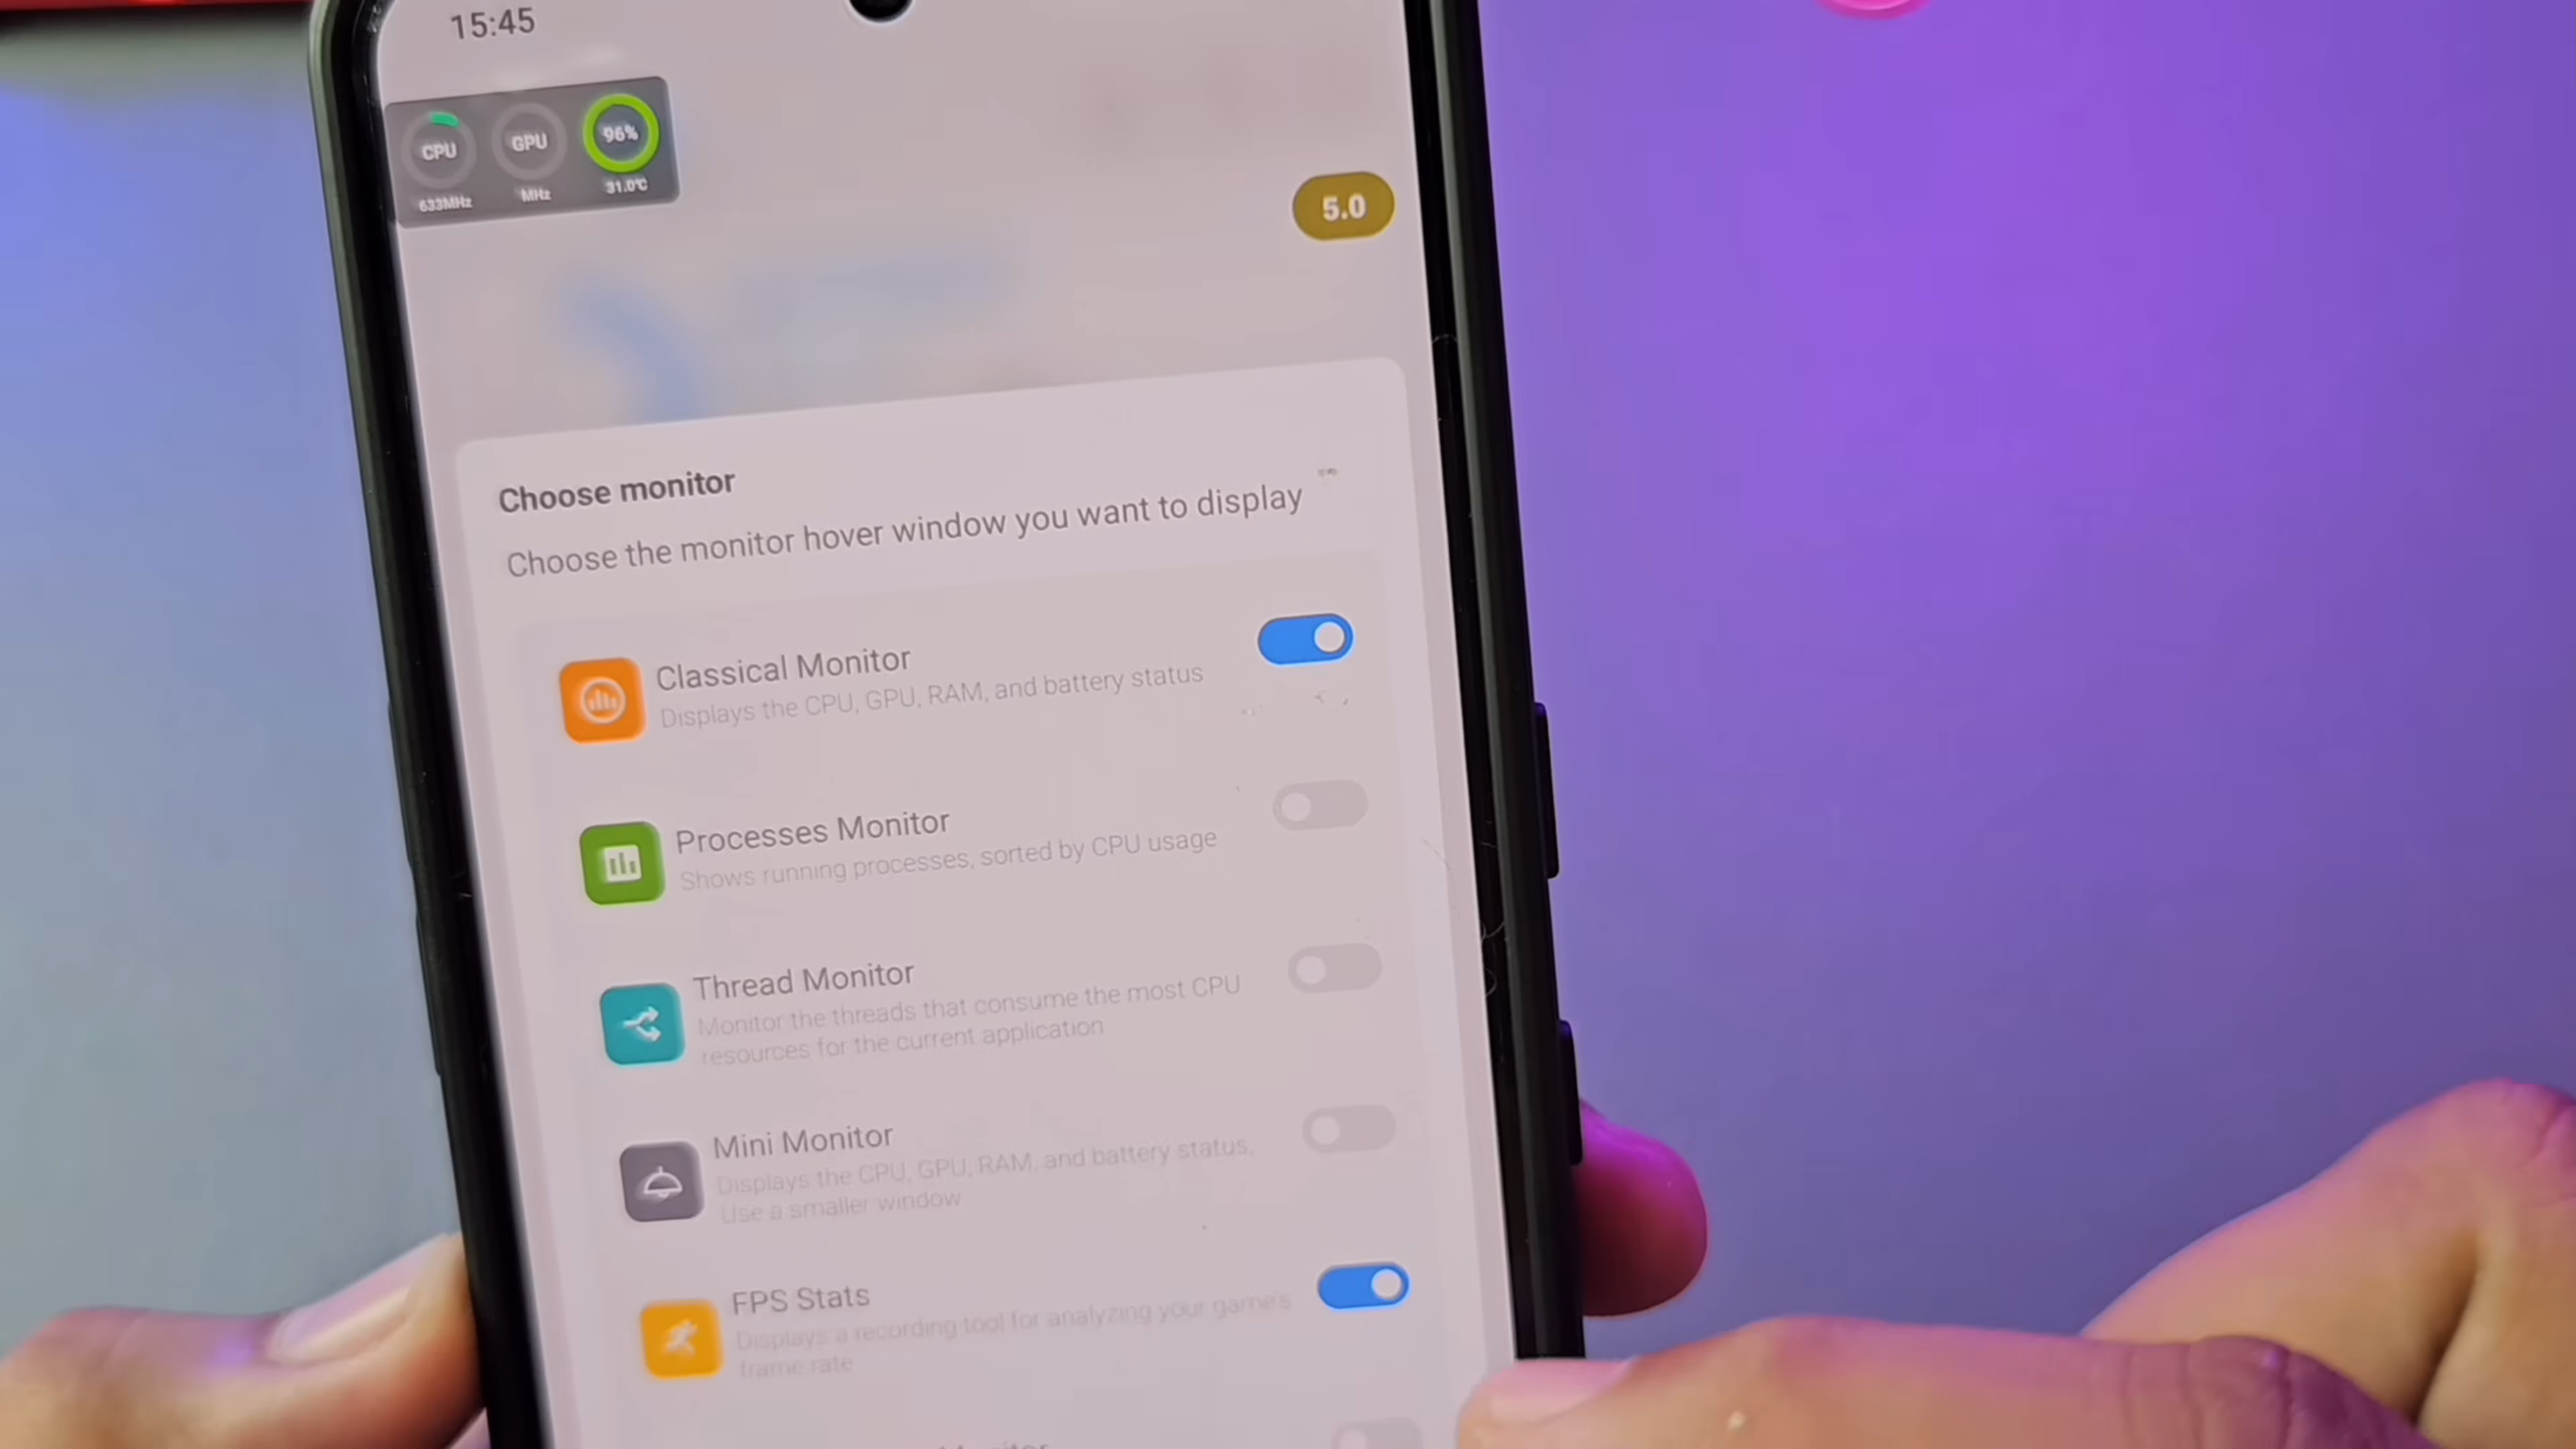 15:45
CPU
GPU
96%
633MHz
MHz
31.0℃
5.0
Choose monitor
Choose the monitor hover window you want to display
Classical Monitor
Displays the CPU, GPU, RAM, and battery status
Processes Monitor
Shows running processes, sorted by CPU usage
Thread Monitor
Monitor the threads that consume the most CPU
resources for the current application
Mini Monitor
Displays the CPU, GPU, RAM, and battery status,
Use a smaller window
FPS Stats
Displays a recording tool for analyzing your game's
frame rate